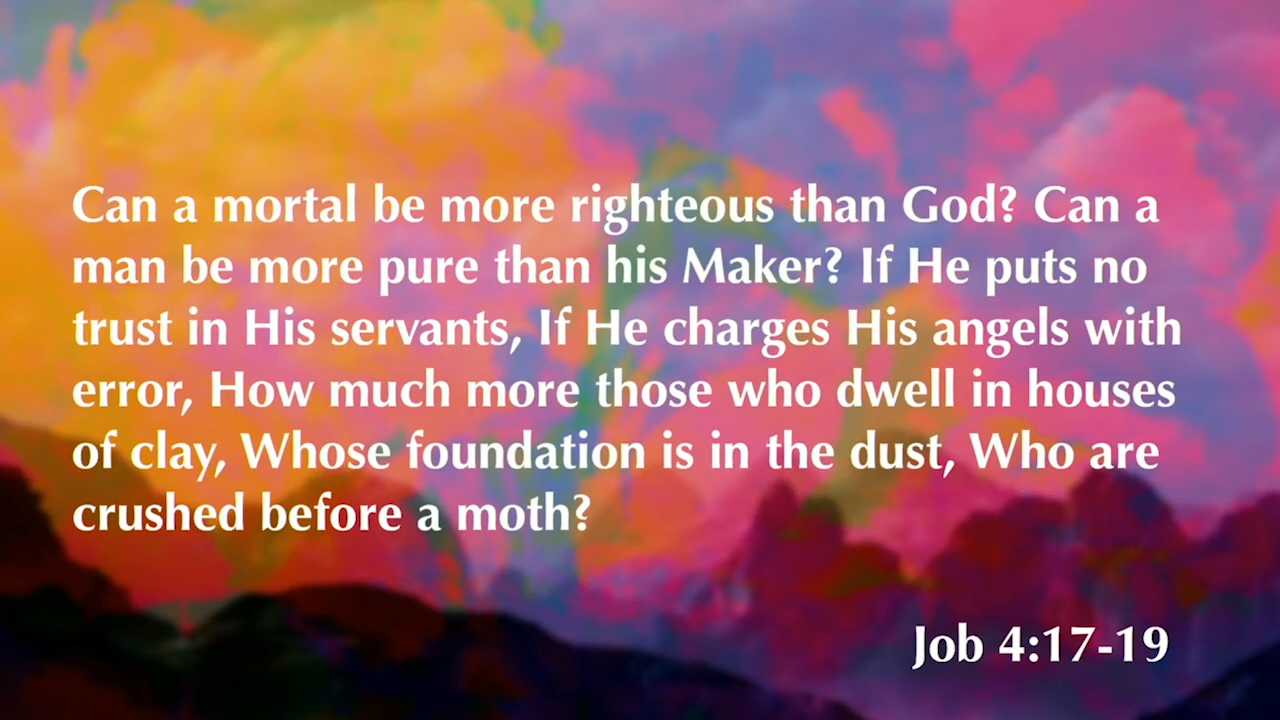 Can a mortal be more righteous than God? Can a
man be more pure than his Maker? If He puts no
trust in His servants, If He charges His angels with
error, How much more those who dwell in houses
of clay, Whose foundation is in the dust, Who are
crushed before a moth?
Job 4:17-19